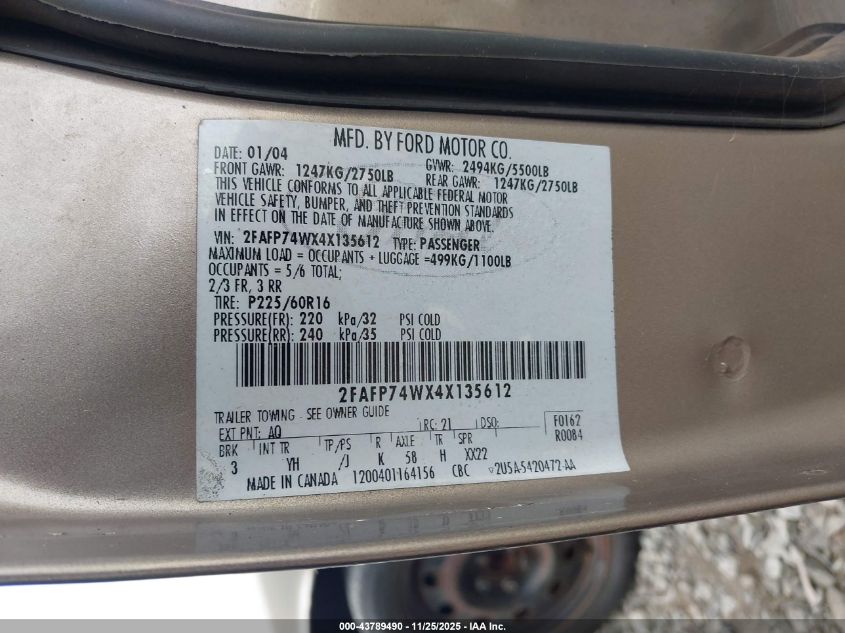 MFD. BY FORD MOTOR CO.
DATE: 01/04 GVWR: 2494KG/5500LB
FRONT GAWR: 1247KG/2750LB REAR GAWR: 1247KG/2750LB
THIS VEHICLE CONFORMS TO ALL APPLICABLE FEDERAL MOTOR
VEHICLE SAFETY, BUMPER, AND THEFT PREVENTION STANDARDS
IN EFFECT ON THE DATE OF MANUFACTURE SHOWN ABOVE.
VIN: 2FAFP74WX4X135612 TYPE: PASSENGER
MAXIMUM LOAD = OCCUPANTS + LUGGAGE =499KG/1100LB
OCCUPANTS = 5/6 TOTAL;
2/3 FR, 3 RR
TIRE: P225/60R16
PRESSURE(FR): 220 kPa/32 PSI COLD
PRESSURE(RR): 240 kPa/35 PSI COLD
2FAFP74WX4X135612
TRAILER TOWING - SEE OWNER GUIDE
EXT PNT: AQ RC: 21 DSO: F0162
BRK INT TR TP/PS R AXLE TR SPR R0084
3 YH /J K 58 H XX22
MADE IN CANADA 1200401164156 CBC 2U5A-5420472-AA
000-43789490 - 11/25/2025 - IAA Inc.